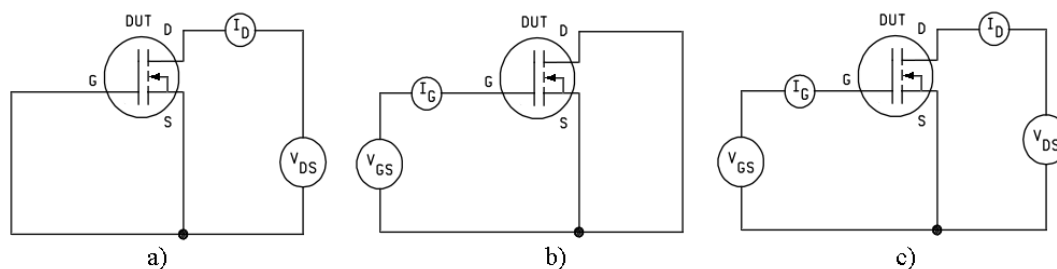 DUT
D
I_D
G
S
V_DS
a)
DUT
D
I_G
G
S
V_GS
b)
DUT
D
I_D
I_G
G
S
V_GS
V_DS
c)